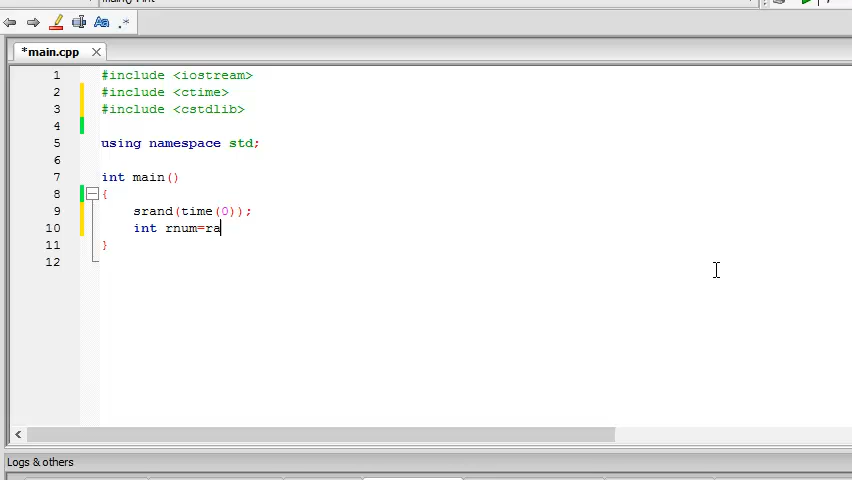 *main.cpp
1 #include <iostream>
2 #include <ctime>
3 #include <cstdlib>
4
5 using namespace std;
6
7 int main()
8 {
9 srand(time(0));
10 int rnum=ra
11 }
12
Logs & others